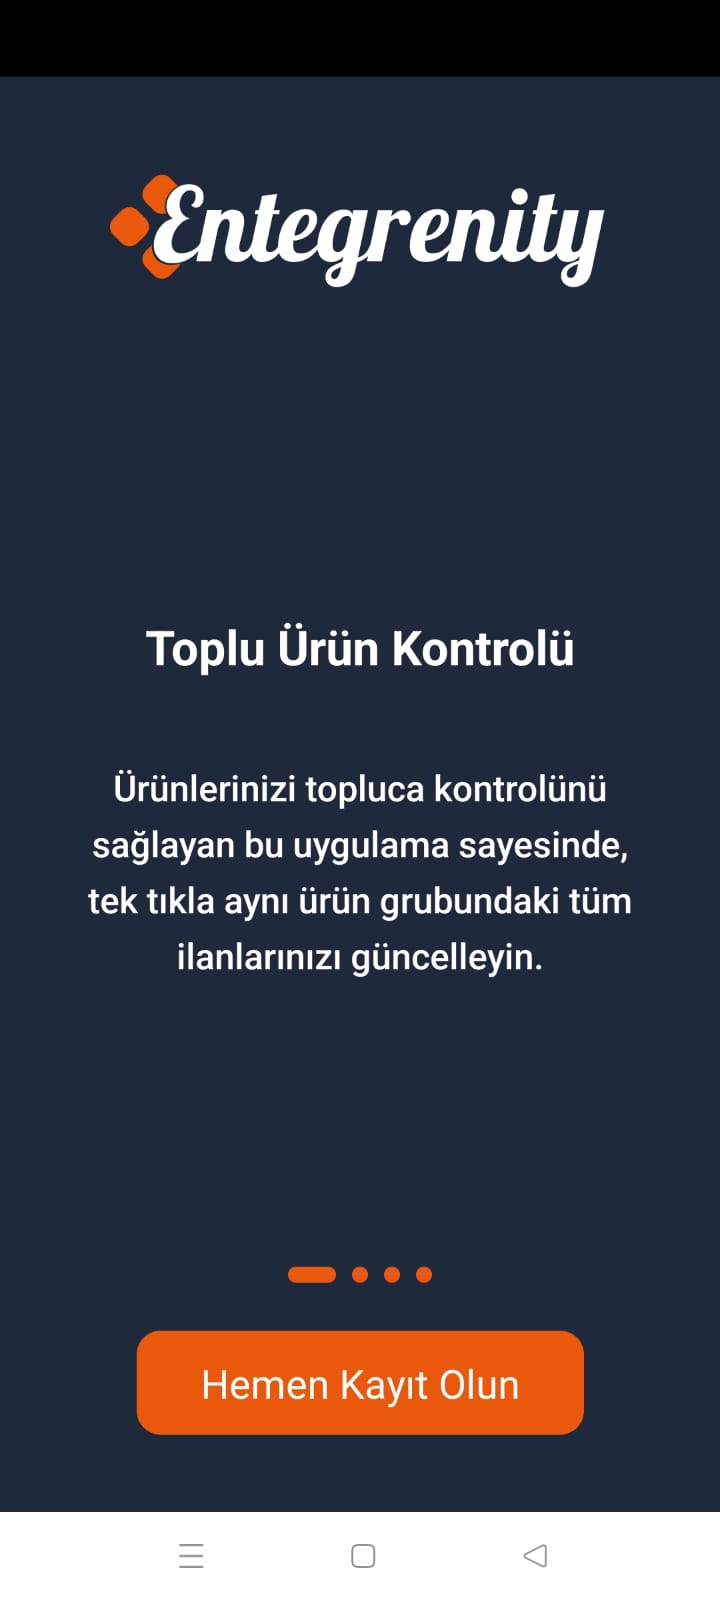 Entegrenity
Toplu Ürün Kontrolü
Ürünlerinizi topluca kontrolünü
sağlayan bu uygulama sayesinde,
tek tıkla aynı ürün grubundaki tüm
ilanlarınızı güncelleyin.
Hemen Kayıt Olun